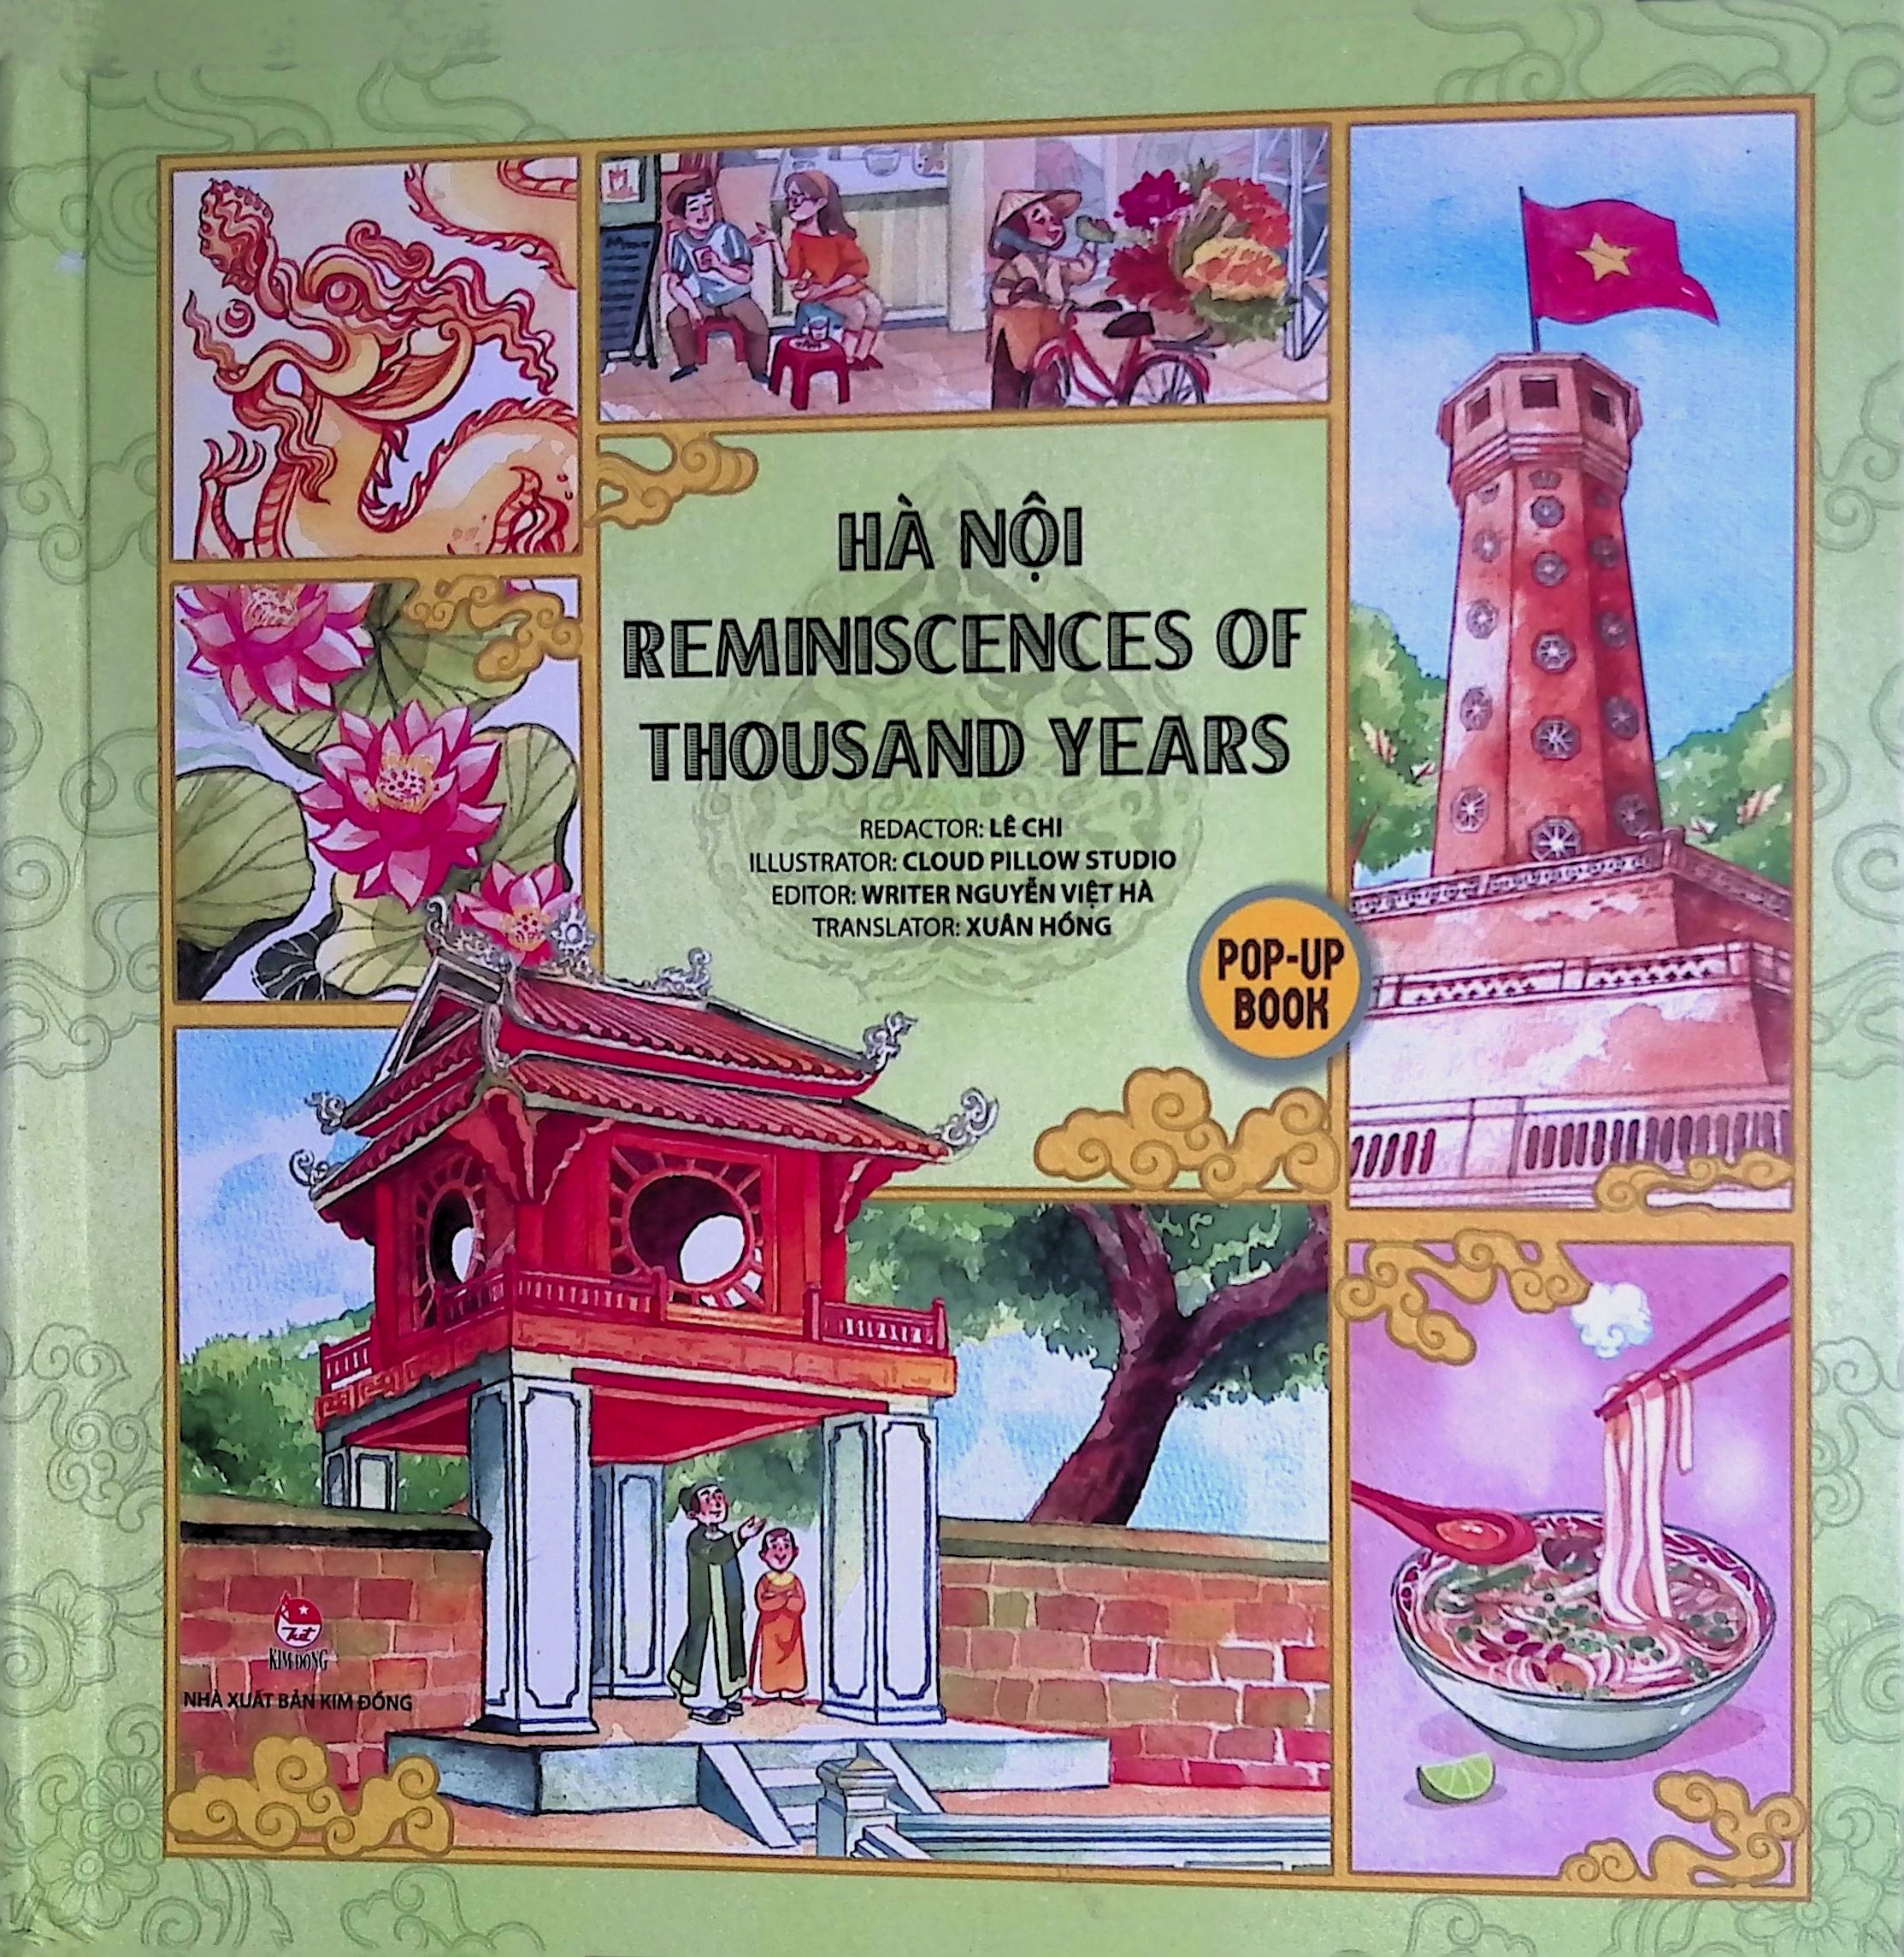 HÀ NỘI
REMINISCENCES OF
THOUSAND YEARS
REDACTOR: LÊ CHI
ILLUSTRATOR: CLOUD PILLOW STUDIO
EDITOR: WRITER NGUYỄN VIỆT HÀ
TRANSLATOR: XUÂN HỒNG
POP-UP
BOOK
KIM ĐỒNG
NHÀ XUẤT BẢN KIM ĐỒNG